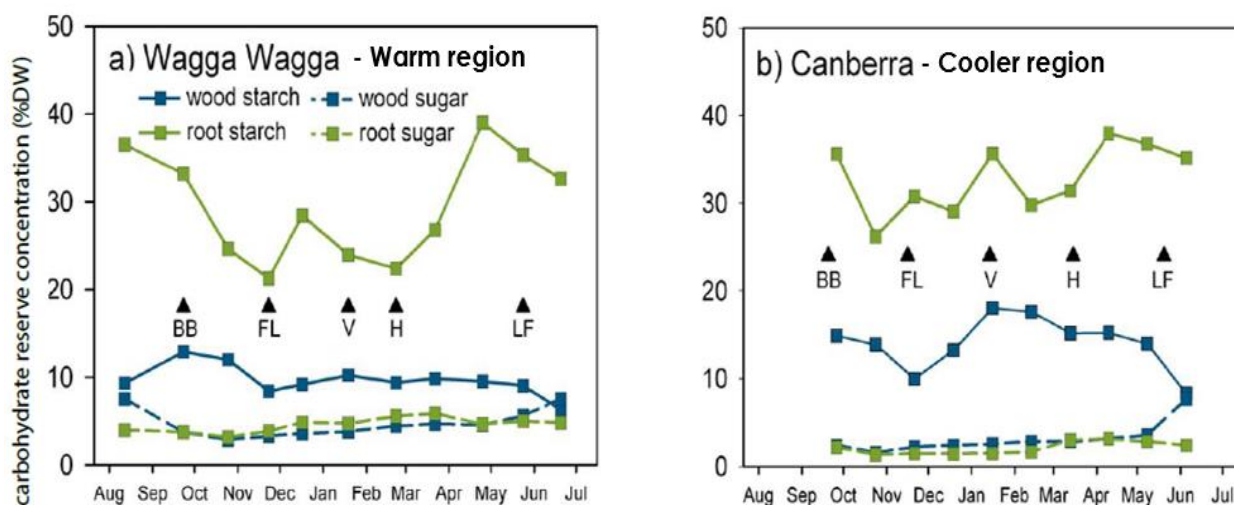 carbohydrate reserve concentration (%DW)
50
40
30
20
10
0
a) Wagga Wagga - Warm region
wood starch wood sugar
root starch root sugar
BB FL V H LF
Aug Sep Oct Nov Dec Jan Feb Mar Apr May Jun Jul
50
40
30
20
10
0
b) Canberra - Cooler region
BB FL V H LF
Aug Sep Oct Nov Dec Jan Feb Mar Apr May Jun Jul